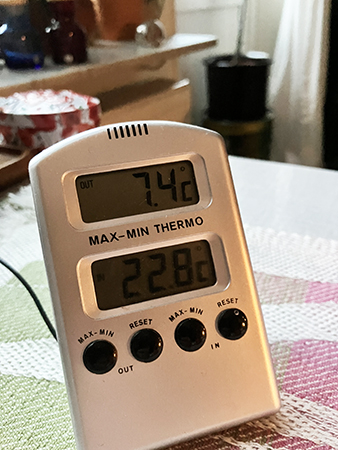 OUT 7.4°C
MAX-MIN THERMO
IN 22.8°C
MAX-MIN RESET MAX-MIN RESET
OUT IN